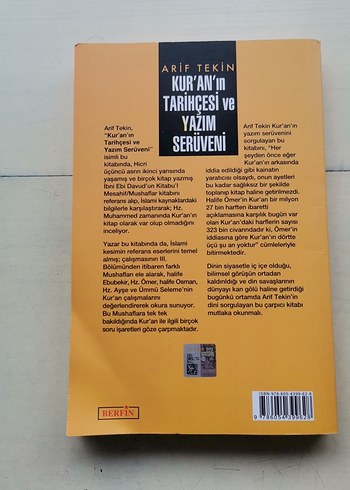 ARİF TEKİN
KUR'AN'ın
TARİHÇESİ ve
YAZIM
SERÜVENİ
Arif Tekin,
"Kur'an'ın
Tarihçesi ve
Yazım Serüveni"
isimli bu
kitabında, Hicri
üçüncü asrın ikinci yarısında
yaşamış ve birçok kitap yazmış
İbni Ebi Davud'un Kitabu'l
Mesahif/Mushaflar kitabını
referans alıp, İslami kaynaklardaki
bilgilerle karşılaştırarak; Hz.
Muhammed zamanında Kur'an'ın
kitap olarak var olup olmadığını
inceliyor.
Yazar bu kitabında da, İslami
kesimin referans eserlerini temel
almış; çalışmasının III.
Bölümünden itibaren farklı
Mushafları ele alarak, halife
Ebubekir, Hz. Ömer, halife Osman,
Hz. Ayşe ve Ümmü Seleme'nin
Kur'an çalışmalarını
değerlendirerek okura sunuyor.
Bu Mushaflara tek tek
bakıldığında Kur'an ile ilgili birçok
soru işaretleri göze çarpmaktadır.
Arif Tekin Kur'an'ın
yazım serüvenini
sorgulayan bu
kitabını, "Her
şeyden önce eğer
Kur'an'ın arkasında
iddia edildiği gibi kainatın
yaratıcısı olsaydı, onun ayetleri
bu kadar sağlıksız bir şekilde
toplanıp kitap haline getirilmezdi.
Halife Ömer'in Kur'an bir milyon
27 bin harften ibaretti
açıklamasına karşılık bugün var
olan Kur'an'daki harflerin sayısı
323 bin civarındadır ki, Ömer'in
iddiasına göre Kur'an'ın dörtte
üçü şu an yoktur" cümleleriyle
bitirmektedir.
Dinin siyasetle iç içe olduğu,
bilimsel görüşün ortadan
kaldırıldığı ve din savaşlarının
dünyayı kan gölü haline getirdiği
bugünkü ortamda Arif Tekin'in
dini sorgulayan bu çarpıcı kitabı
mutlaka okunmalı.
BERFİN
ISBN 978-605-4399-62-8
9786054399628